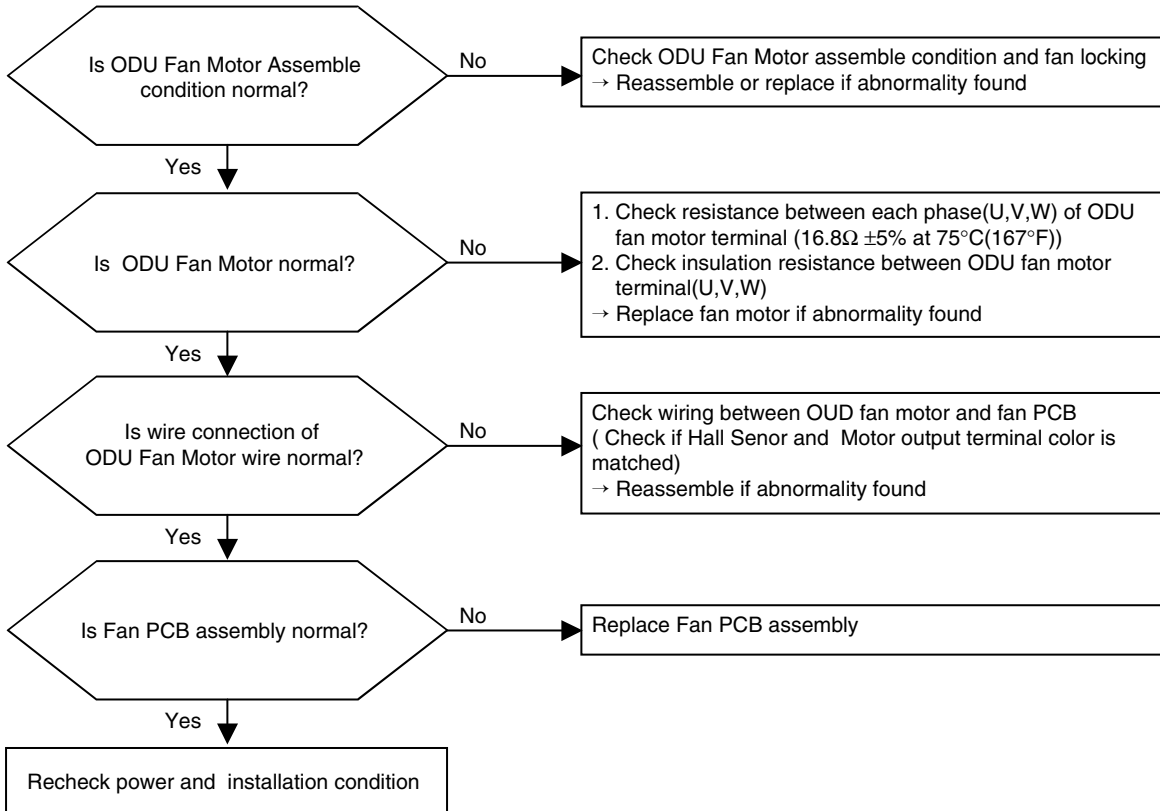 Is ODU Fan Motor Assemble
condition normal?
No
Check ODU Fan Motor assemble condition and fan locking
→ Reassemble or replace if abnormality found
Yes
Is ODU Fan Motor normal?
No
1. Check resistance between each phase(U,V,W) of ODU
fan motor terminal (16.8Ω ±5% at 75°C(167°F))
2. Check insulation resistance between ODU fan motor
terminal(U,V,W)
→ Replace fan motor if abnormality found
Yes
Is wire connection of
ODU Fan Motor wire normal?
No
Check wiring between OUD fan motor and fan PCB
( Check if Hall Senor and Motor output terminal color is
matched)
→ Reassemble if abnormality found
Yes
Is Fan PCB assembly normal?
No
Replace Fan PCB assembly
Yes
Recheck power and installation condition